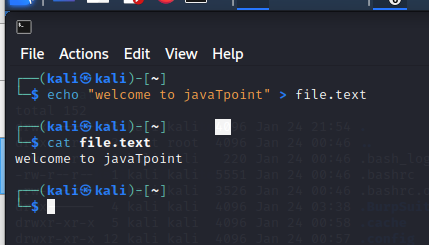 File Actions Edit View Help
┌──(kali㉿kali)-[~]
└─$ echo "welcome to javaTpoint" > file.text
┌──(kali㉿kali)-[~]
└─$ cat file.text
welcome to javaTpoint
┌──(kali㉿kali)-[~]
└─$